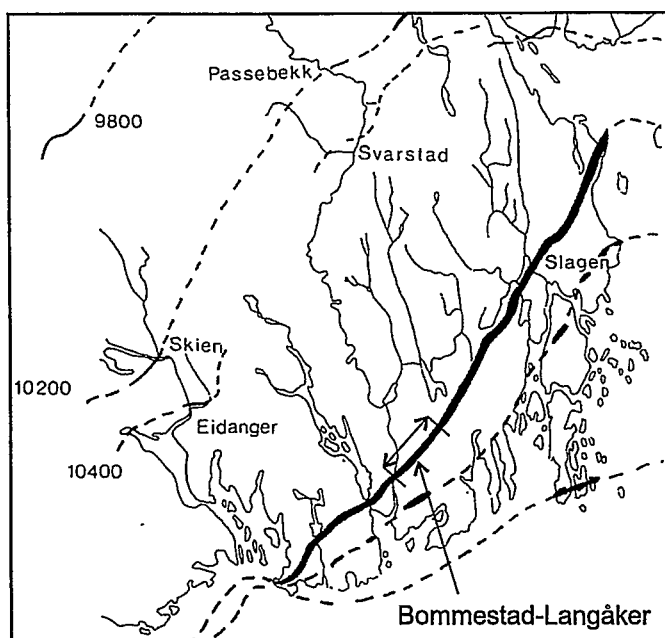 Passebekk
9800
Svarstad
Slagen
Skien
10200
Eidanger
10400
Bommestad-Langåker